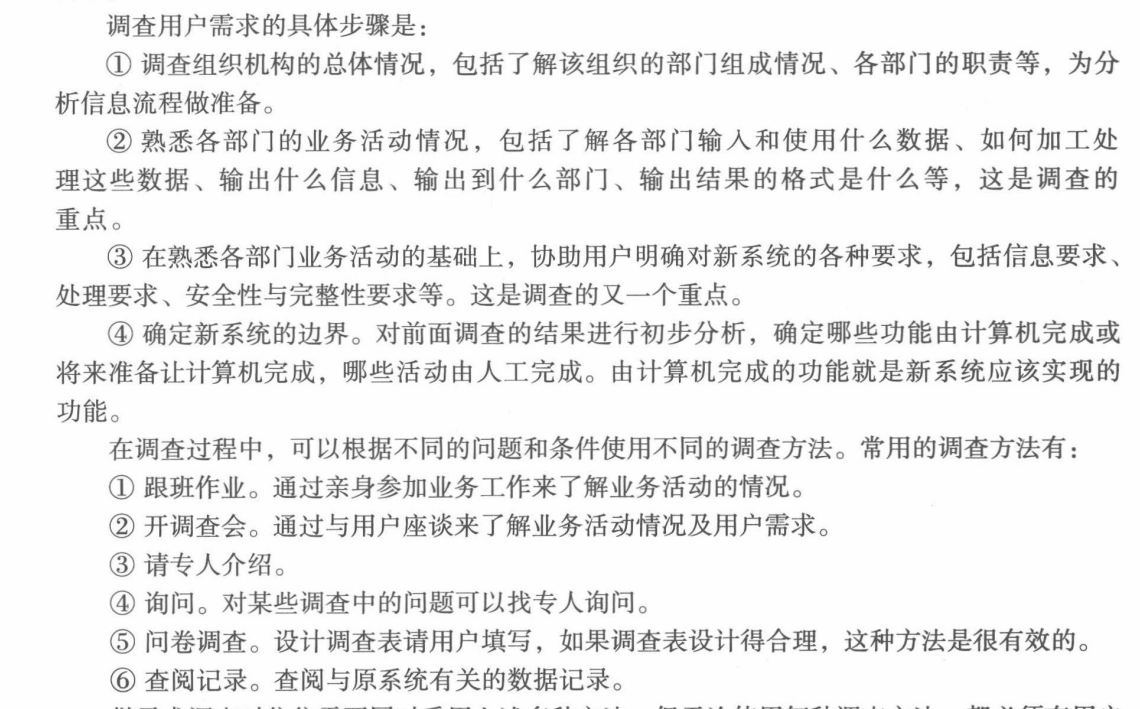 调查用户需求的具体步骤是：
① 调查组织机构的总体情况，包括了解该组织的部门组成情况、各部门的职责等，为分
析信息流程做准备。
② 熟悉各部门的业务活动情况，包括了解各部门输入和使用什么数据、如何加工处
理这些数据、输出什么信息、输出到什么部门、输出结果的格式是什么等，这是调查的
重点。
③ 在熟悉各部门业务活动的基础上，协助用户明确对新系统的各种要求，包括信息要求、
处理要求、安全性与完整性要求等。这是调查的又一个重点。
④ 确定新系统的边界。对前面调查的结果进行初步分析，确定哪些功能由计算机完成或
将来准备让计算机完成，哪些活动由人工完成。由计算机完成的功能就是新系统应该实现的
功能。
在调查过程中，可以根据不同的问题和条件使用不同的调查方法。常用的调查方法有：
① 跟班作业。通过亲身参加业务工作来了解业务活动的情况。
② 开调查会。通过与用户座谈来了解业务活动情况及用户需求。
③ 请专人介绍。
④ 询问。对某些调查中的问题可以找专人询问。
⑤ 问卷调查。设计调查表请用户填写，如果调查表设计得合理，这种方法是很有效的。
⑥ 查阅记录。查阅与原系统有关的数据记录。